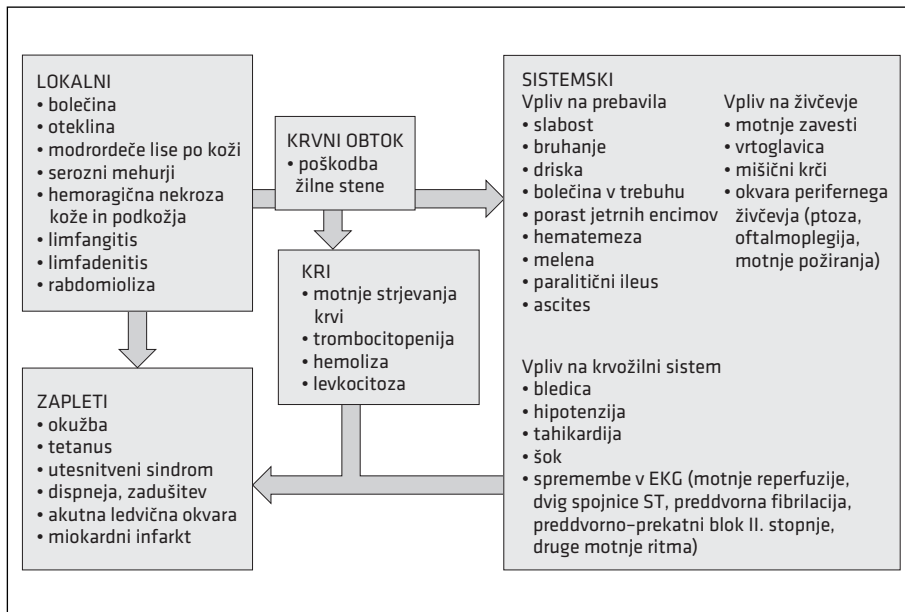 LOKALNI
• bolečina
• oteklina
• modrordeče lise po koži
• serozni mehurji
• hemoragična nekroza
kože in podkožja
• limfangitis
• limfadenitis
• rabdomioliza
KRVNI OBTOK
• poškodba
žilne stene
KRI
• motnje strjevanja
krvi
• trombocitopenija
• hemoliza
• levkocitoza
ZAPLETI
• okužba
• tetanus
• utesnitveni sindrom
• dispneja, zadušitev
• akutna ledvična okvara
• miokardni infarkt
SISTEMSKI
Vpliv na prebavila
• slabost
• bruhanje
• driska
• bolečina v trebuhu
• porast jetrnih encimov
• hematemeza
• melena
• paralitični ileus
• ascites
Vpliv na živčevje
• motnje zavesti
• vrtoglavica
• mišični krči
• okvara perifernega
živčevja (ptoza,
oftalmoplegija,
motnje požiranja)
Vpliv na krvožilni sistem
• bledica
• hipotenzija
• tahikardija
• šok
• spremembe v EKG (motnje reperfuzije,
dvig spojnice ST, preddvorna fibrilacija,
preddvorno–prekatni blok II. stopnje,
druge motnje ritma)